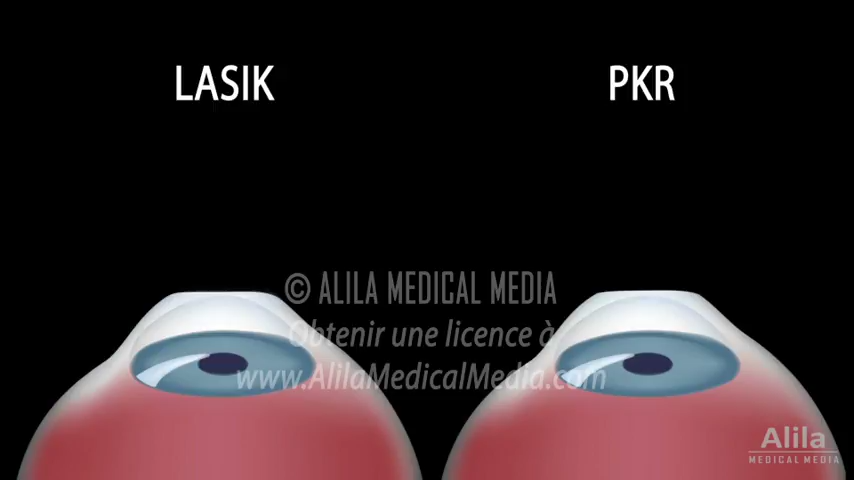 LASIK
PKR
© ALILA MEDICAL MEDIA
Obtenir une licence à
www.AlilaMedicalMedia.com
Alila
MEDICAL MEDIA